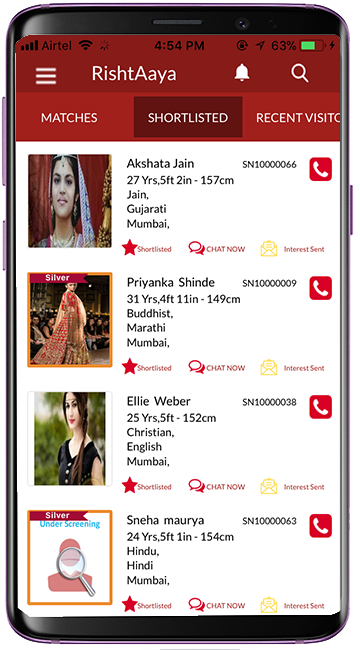 Airtel 4:54 PM 63%
RishtAaya
MATCHES SHORTLISTED RECENT VISITO
Akshata Jain SN10000066
27 Yrs,5ft 2in - 157cm
Jain,
Gujarati
Mumbai,
Shortlisted CHAT NOW Interest Sent
Silver
Priyanka Shinde SN10000009
31 Yrs,4ft 11in - 149cm
Buddhist,
Marathi
Mumbai,
Shortlisted CHAT NOW Interest Sent
Ellie Weber SN10000038
25 Yrs,5ft - 152cm
Christian,
English
Mumbai,
Shortlisted CHAT NOW Interest Sent
Silver
Under Screening
Sneha maurya SN10000063
24 Yrs,5ft 1in - 154cm
Hindu,
Hindi
Mumbai,
Shortlisted CHAT NOW Interest Sent